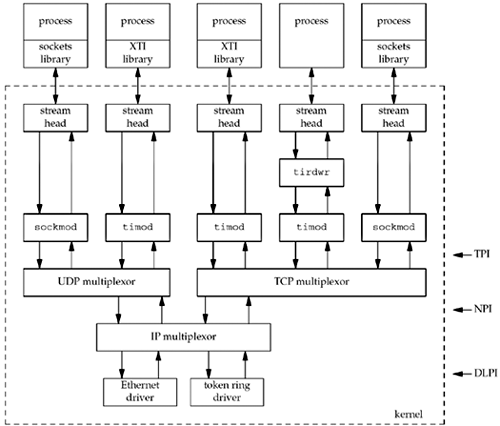 process process process process process
sockets library XTI library XTI library sockets library
stream head stream head stream head stream head stream head
tirdwr
sockmod timod timod timod sockmod
TPI
UDP multiplexor TCP multiplexor
NPI
IP multiplexor
DLPI
Ethernet driver token ring driver
kernel